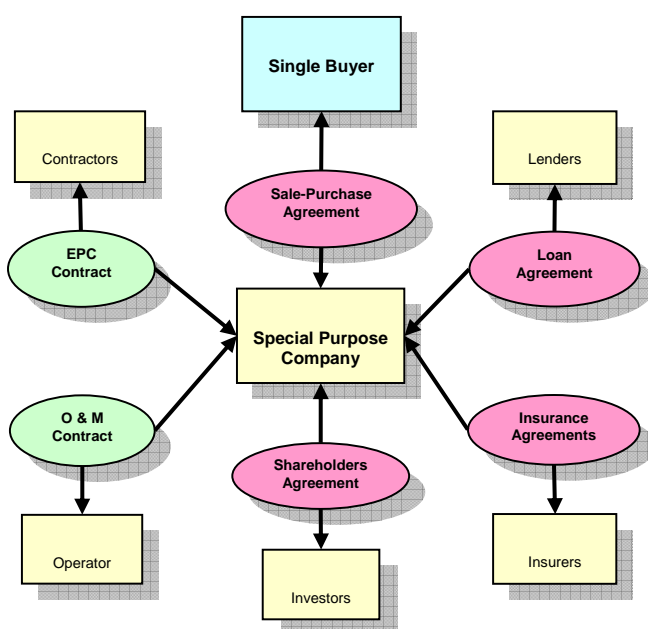 Single Buyer
Contractors
Lenders
Sale-Purchase
Agreement
EPC
Contract
Loan
Agreement
Special Purpose
Company
O & M
Contract
Insurance
Agreements
Shareholders
Agreement
Operator
Investors
Insurers